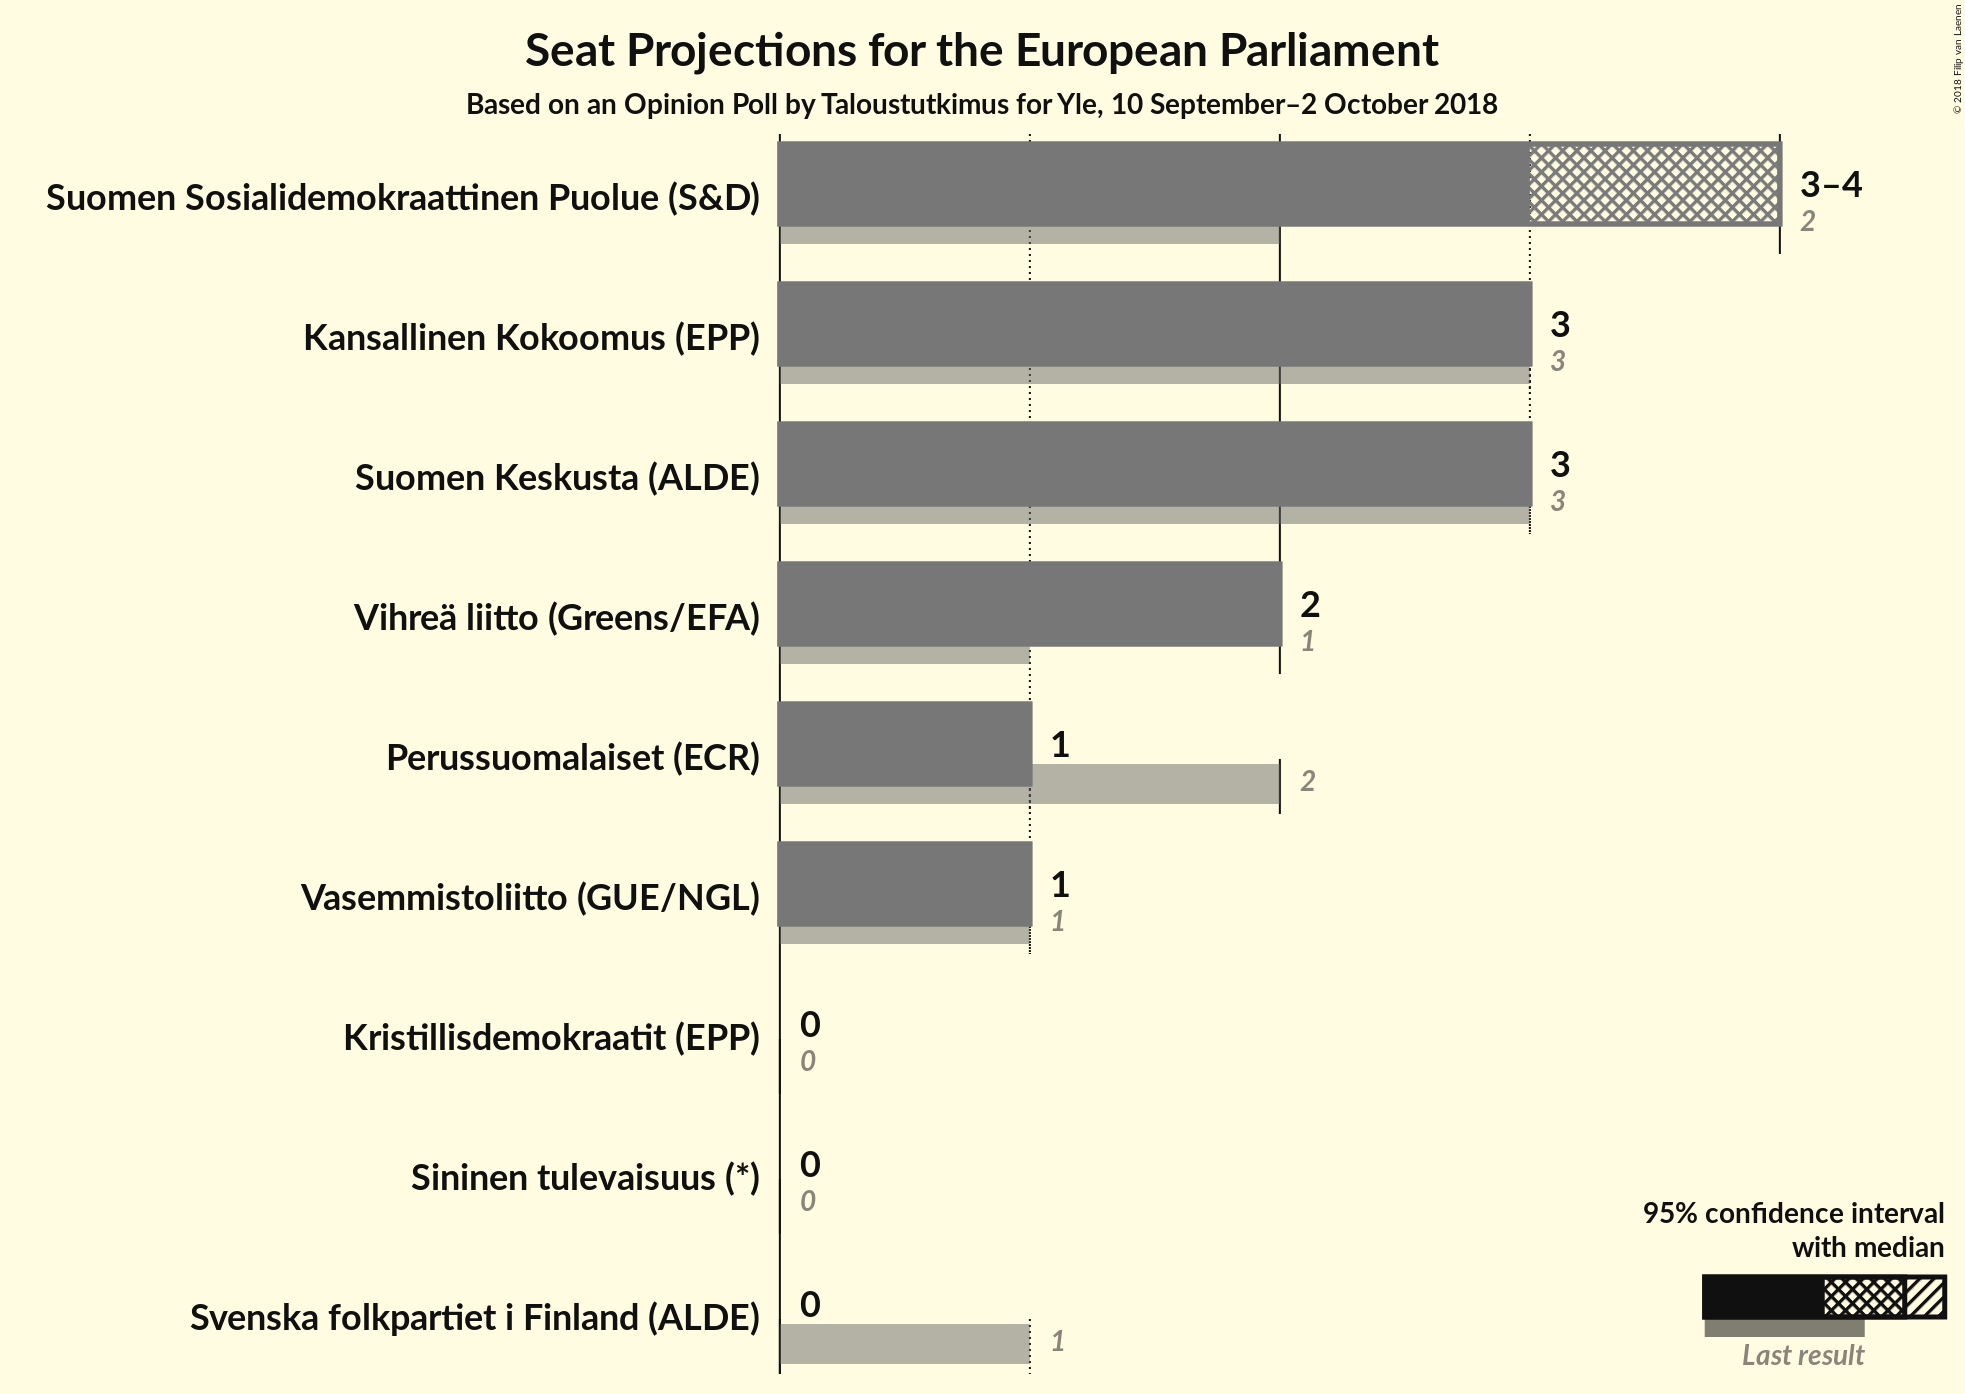 Seat Projections for the European Parliament
Based on an Opinion Poll by Taloustutkimus for Yle, 10 September–2 October 2018
© 2018 Filip van Laenen
Suomen Sosialidemokraattinen Puolue (S&D)
3–4
2
Kansallinen Kokoomus (EPP)
3
3
Suomen Keskusta (ALDE)
3
3
Vihreä liitto (Greens/EFA)
2
1
Perussuomalaiset (ECR)
1
2
Vasemmistoliitto (GUE/NGL)
1
1
Kristillisdemokraatit (EPP)
0
0
Sininen tulevaisuus (*)
0
0
Svenska folkpartiet i Finland (ALDE)
0
1
95% confidence interval
with median
Last result